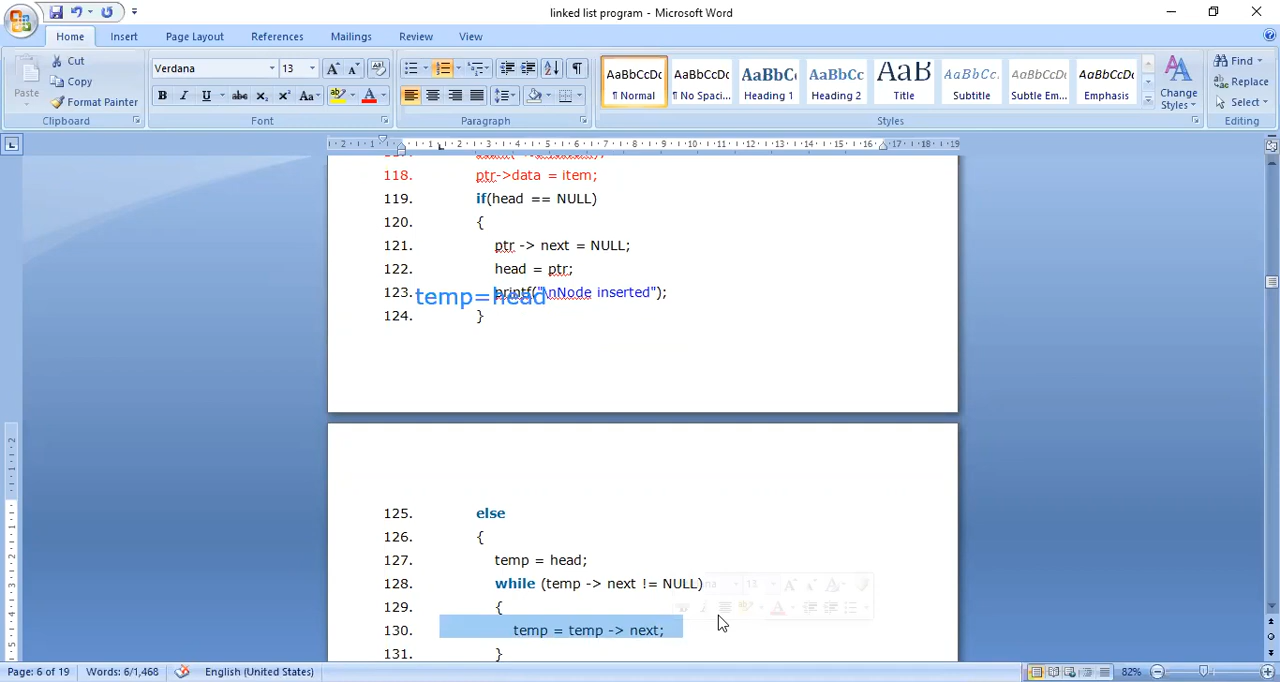 linked list program - Microsoft Word
Home Insert Page Layout References Mailings Review View
Cut
Copy
Format Painter
Paste
Clipboard
Verdana 13
Font
Paragraph
AaBbCcDc AaBbCcDc AaBbC AaBbCc AaB AaBbCc. AaBbCcDc AaBbCcDc
¶ Normal ¶ No Spaci... Heading 1 Heading 2 Title Subtitle Subtle Em... Emphasis
Change Styles
Styles
Find
Replace
Select
Editing
118. ptr->data = item;
119. if(head == NULL)
120. {
121. ptr -> next = NULL;
122. head = ptr;
123. printf("\nNode inserted");
temp=head
124. }
125. else
126. {
127. temp = head;
128. while (temp -> next != NULL)
129. {
130. temp = temp -> next;
131. }
Page: 6 of 19 Words: 6/1,468 English (United States) 82%